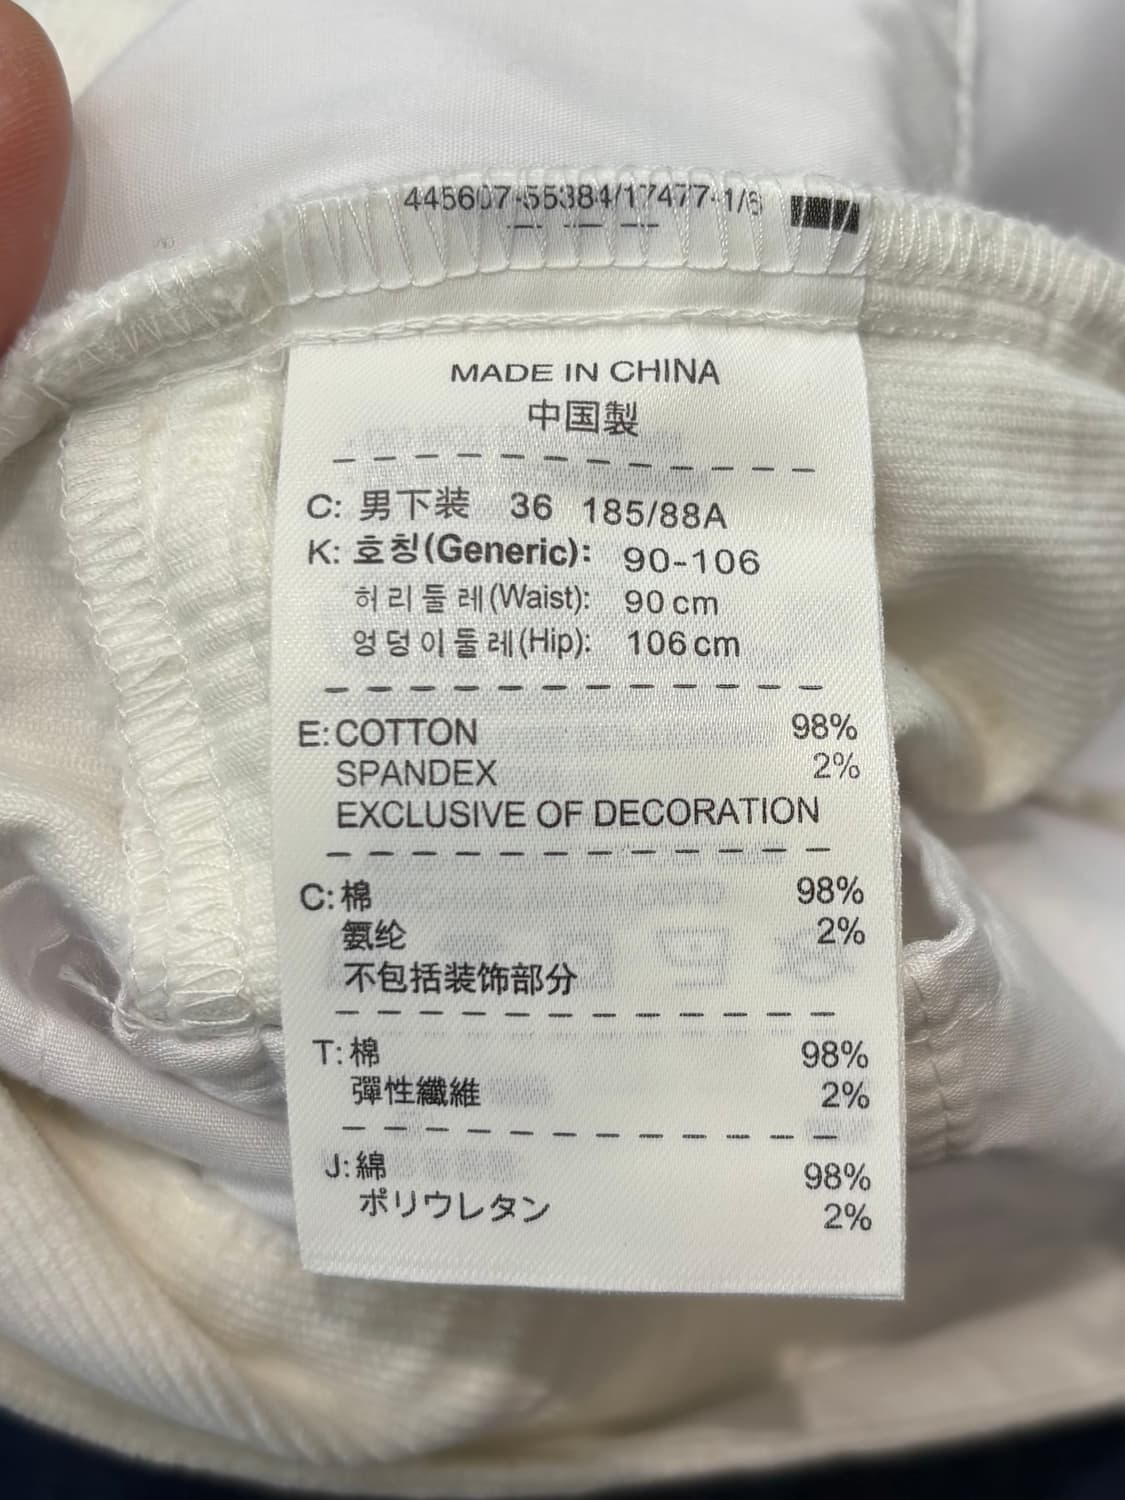 445607-55384/17477-1/6
MADE IN CHINA
中国製
C: 男下装 36 185/88A
K: 호칭(Generic): 90-106
허리둘레(Waist): 90 cm
엉덩이둘레(Hip): 106 cm
E: COTTON 98%
SPANDEX 2%
EXCLUSIVE OF DECORATION
C: 棉 98%
氨纶 2%
不包括装饰部分
T: 棉 98%
彈性纖維 2%
J: 綿 98%
ポリウレタン 2%